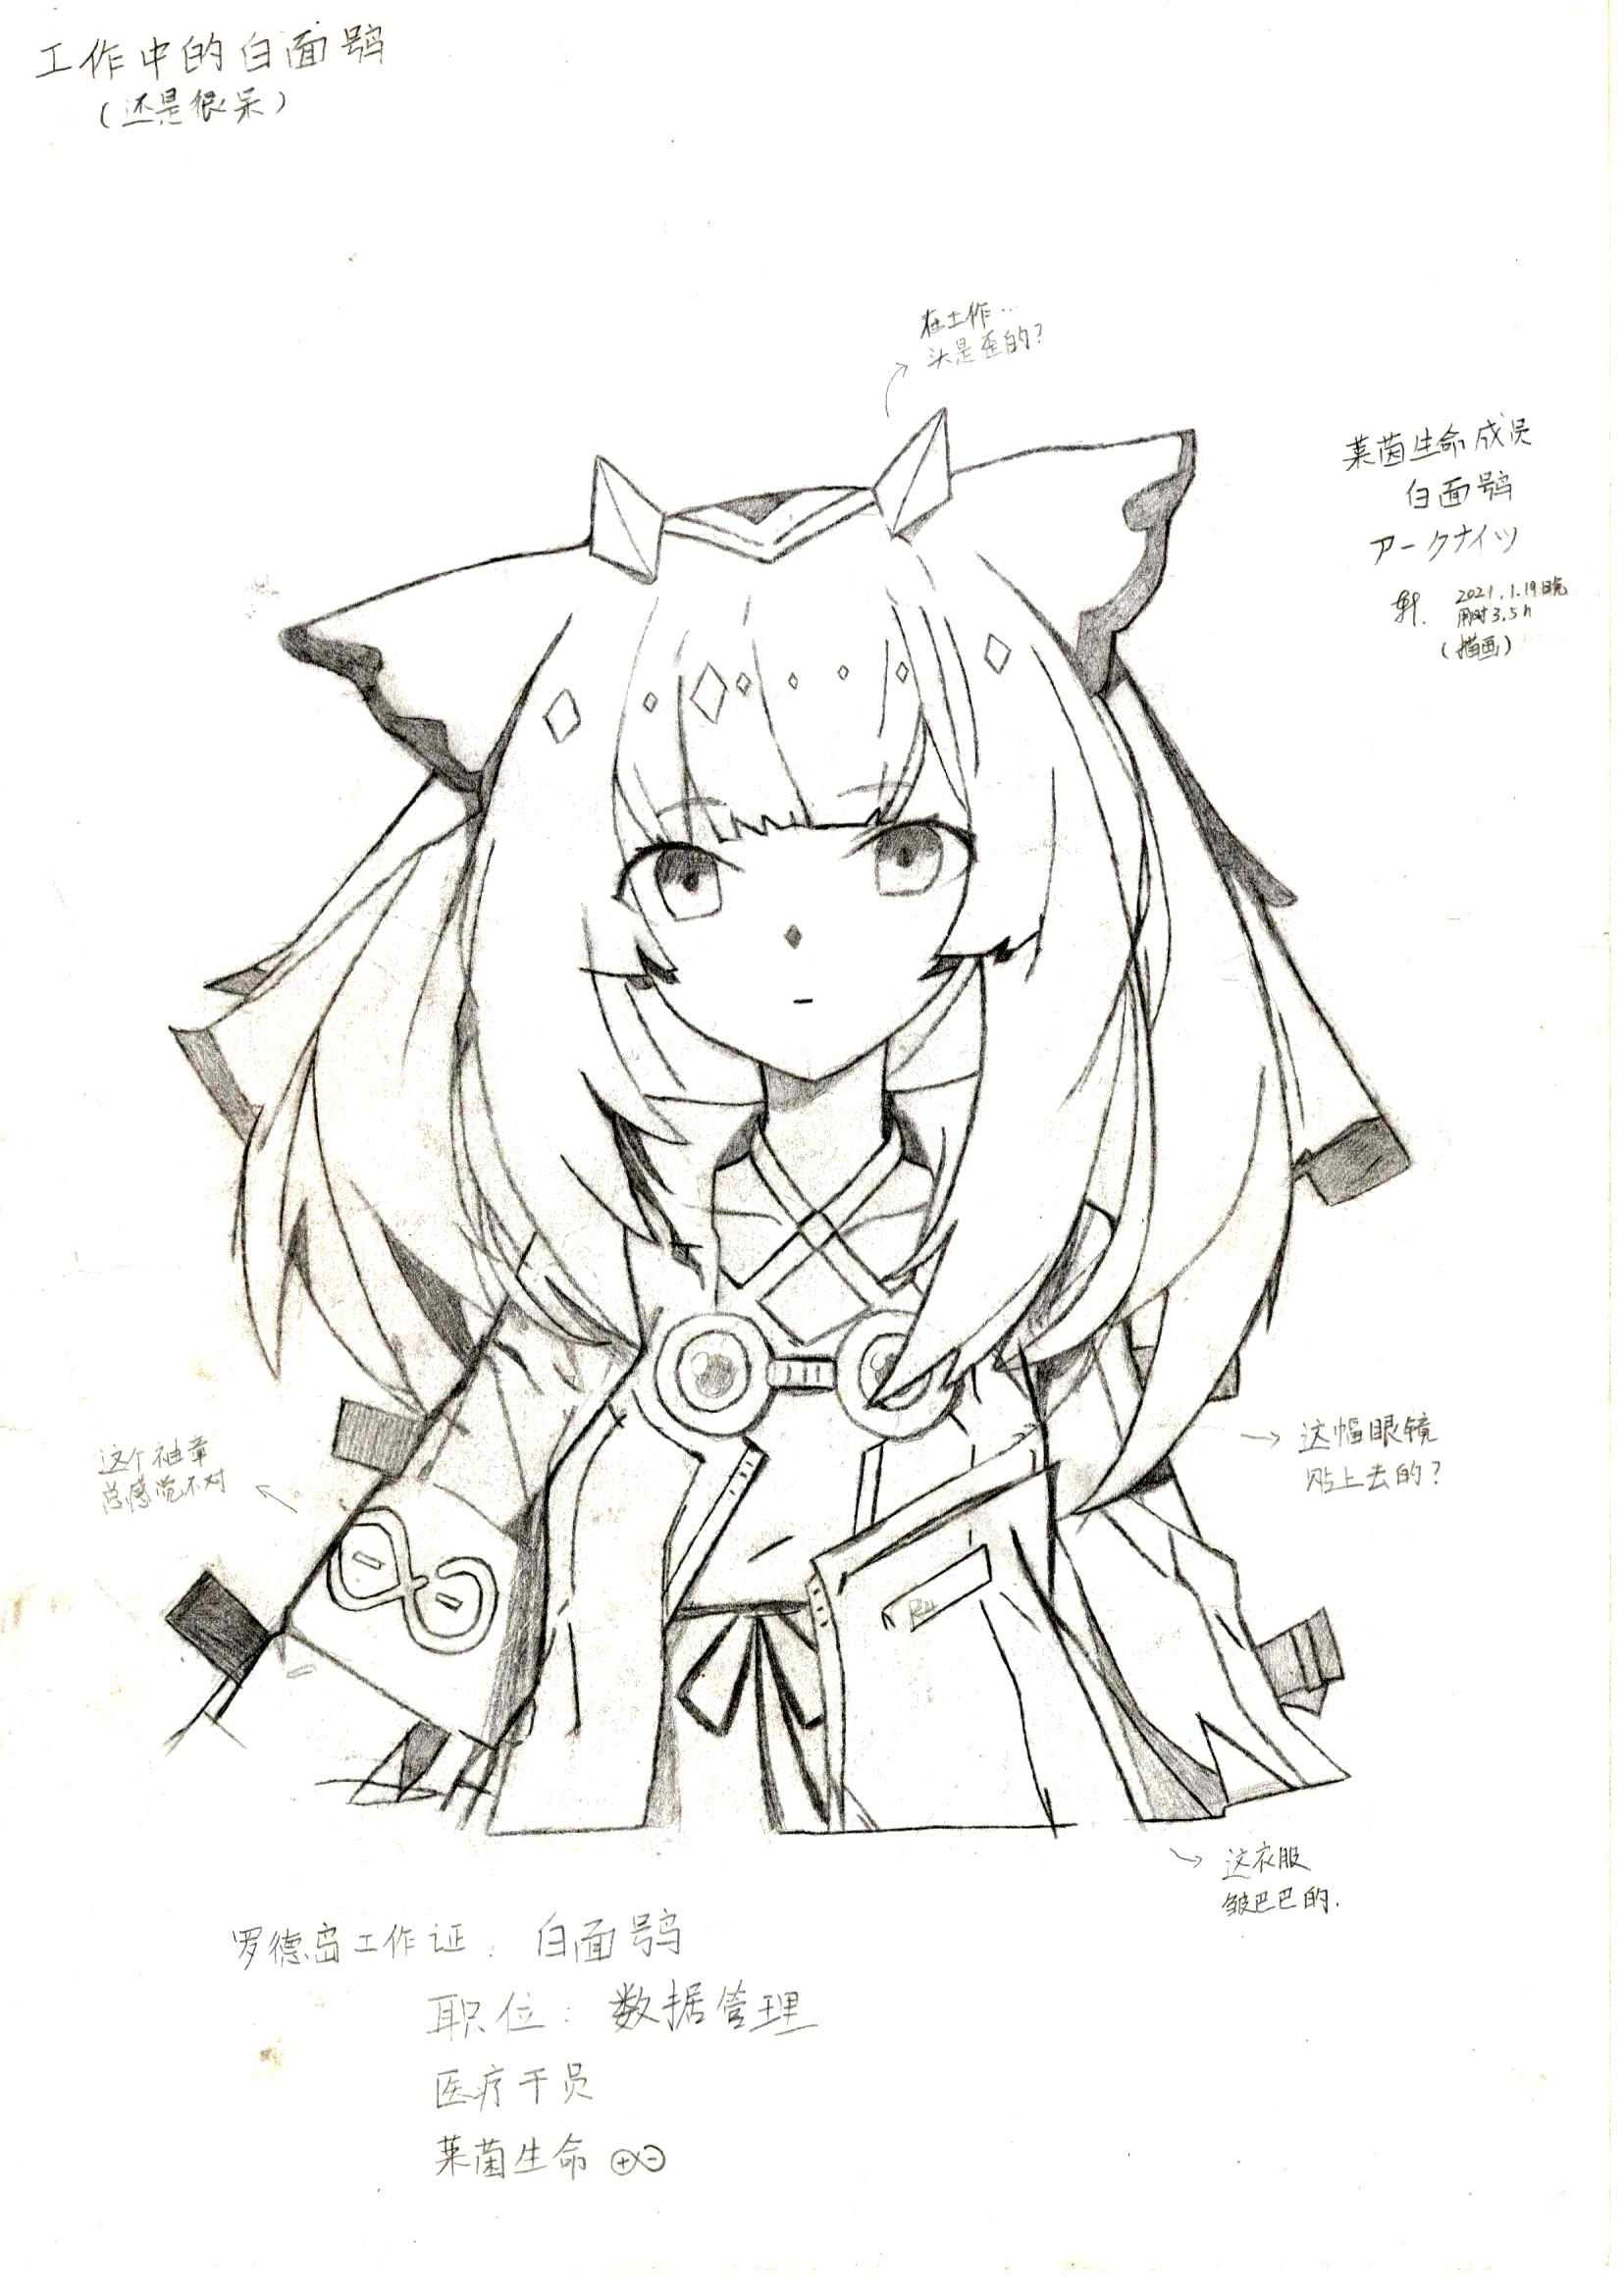 工作中的白面鸮
（还是很呆）
在工作…
头是歪的？
莱茵生命成员
白面鸮
アークナイツ
轩.
2021.1.19日完
用时3.5h
（描画）
这个袖章
总感觉不对
→ 这幅眼镜
贴上去的？
→ 这衣服
皱巴巴的.
罗德岛工作证： 白面鸮
职位：数据管理
医疗干员
莱茵生命